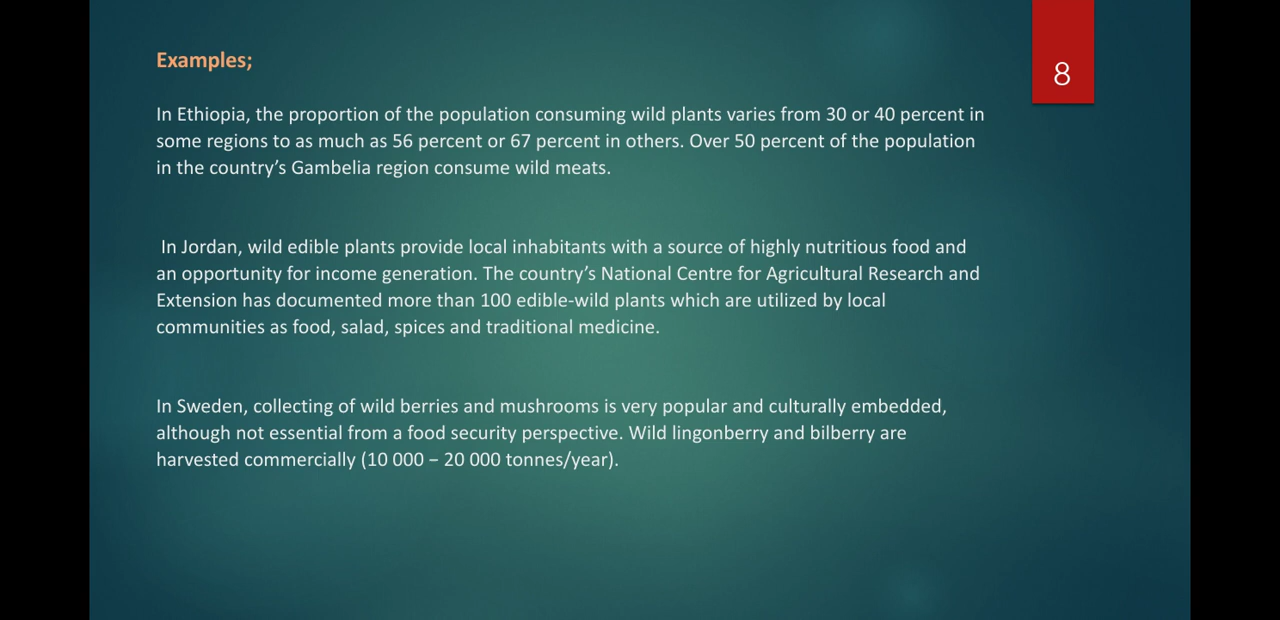 Examples;
8
In Ethiopia, the proportion of the population consuming wild plants varies from 30 or 40 percent in
some regions to as much as 56 percent or 67 percent in others. Over 50 percent of the population
in the country’s Gambelia region consume wild meats.
In Jordan, wild edible plants provide local inhabitants with a source of highly nutritious food and
an opportunity for income generation. The country’s National Centre for Agricultural Research and
Extension has documented more than 100 edible-wild plants which are utilized by local
communities as food, salad, spices and traditional medicine.
In Sweden, collecting of wild berries and mushrooms is very popular and culturally embedded,
although not essential from a food security perspective. Wild lingonberry and bilberry are
harvested commercially (10 000 – 20 000 tonnes/year).